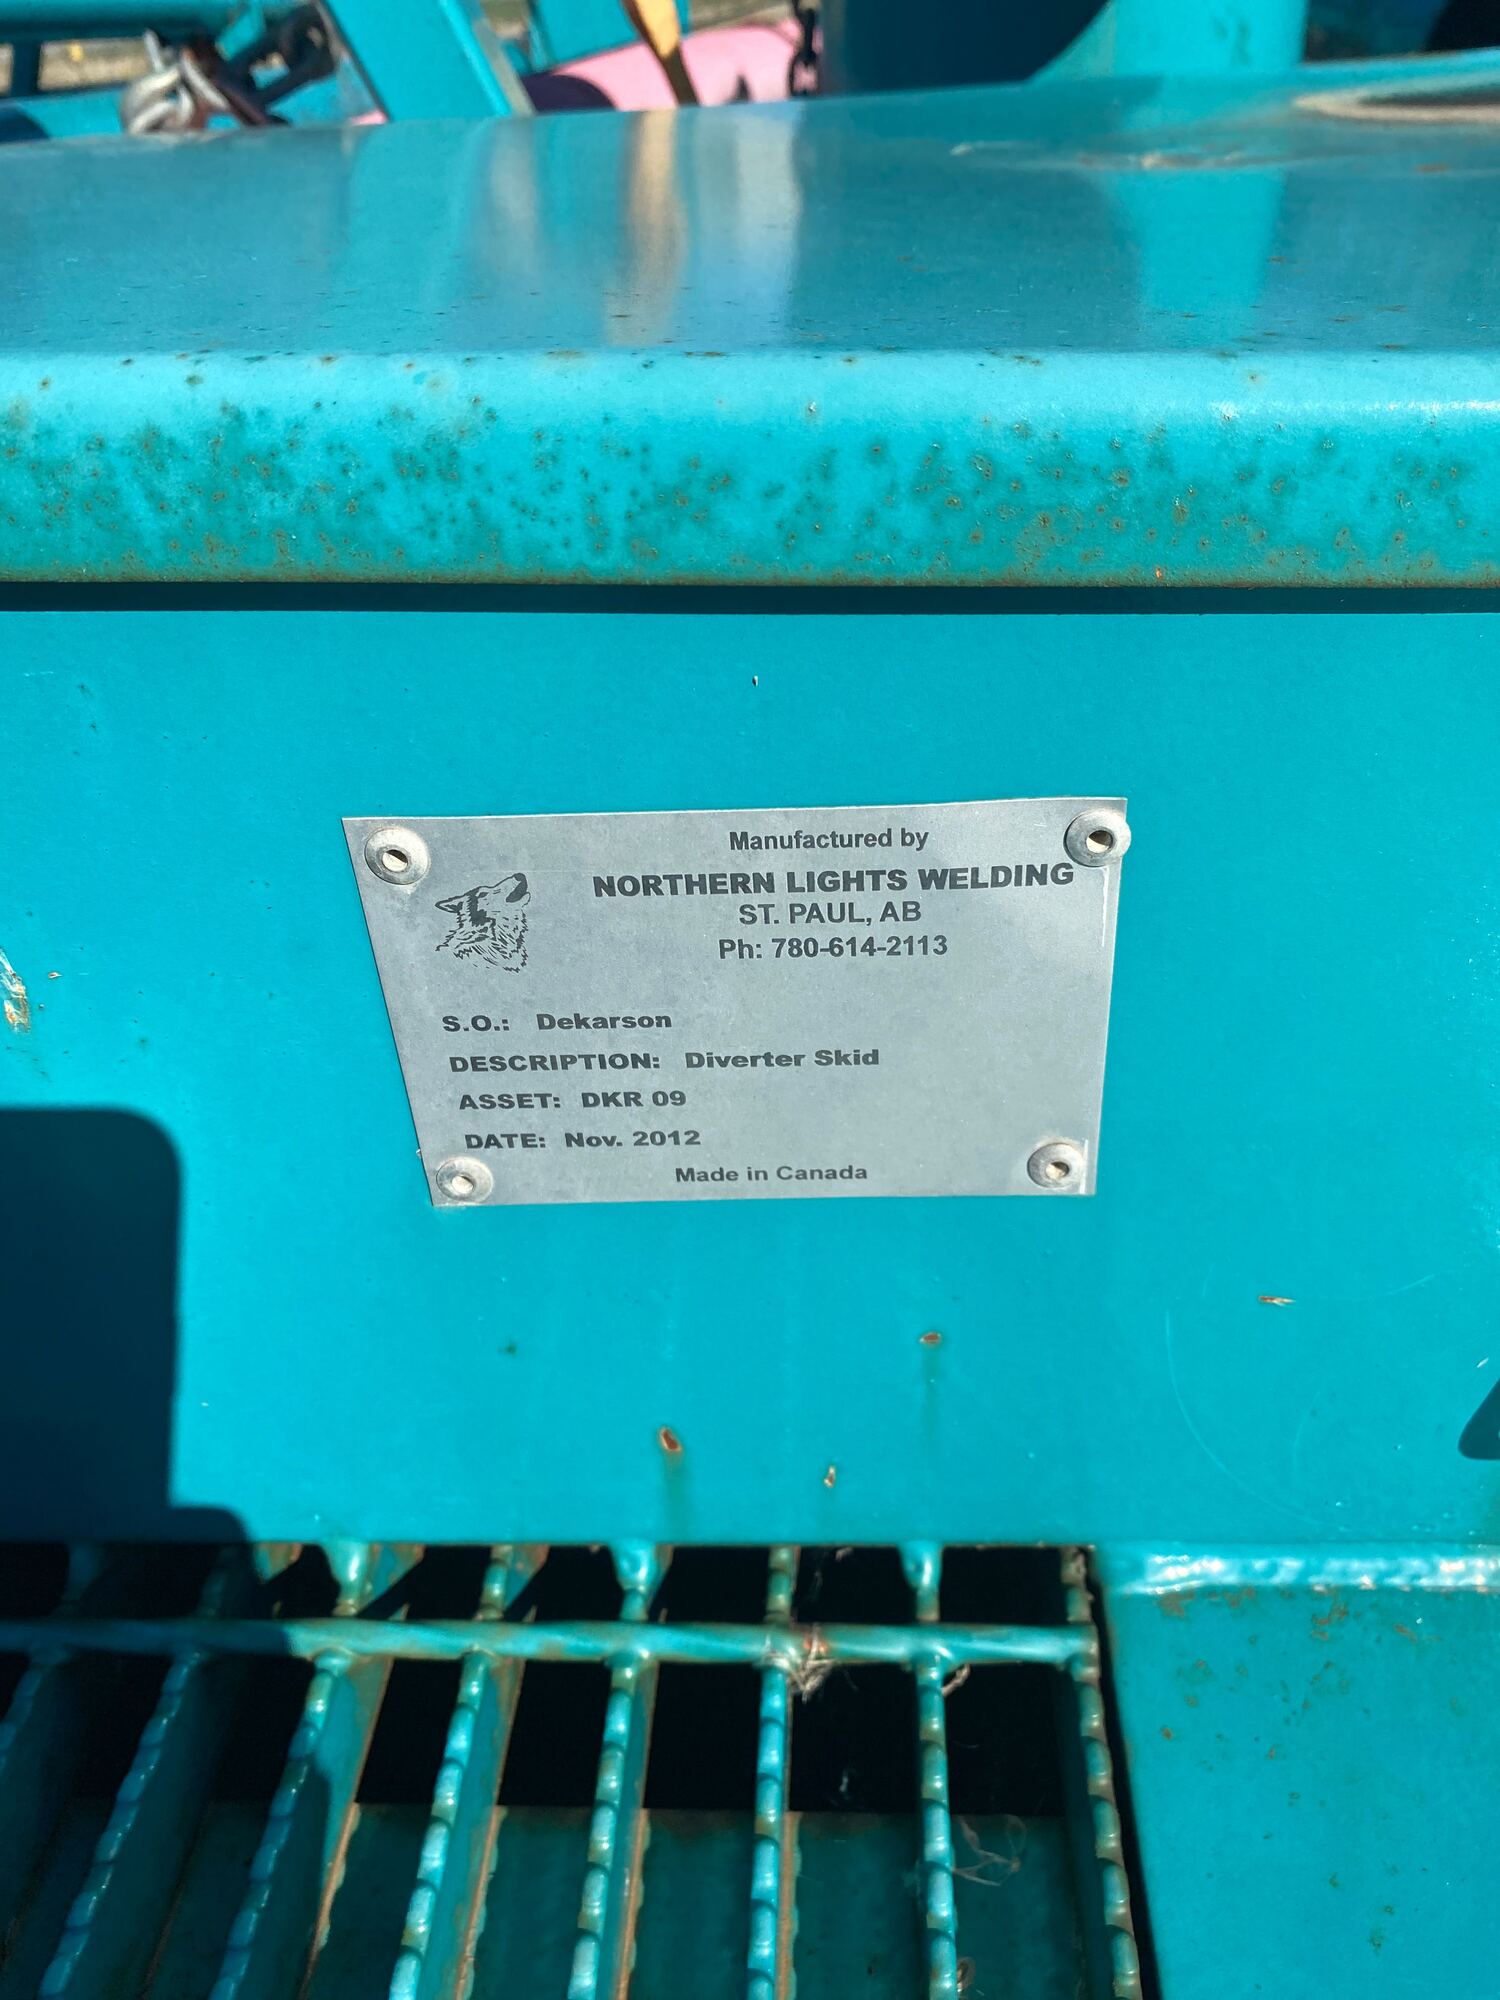 Manufactured by
NORTHERN LIGHTS WELDING
ST. PAUL, AB
Ph: 780-614-2113
S.O.: Dekarson
DESCRIPTION: Diverter Skid
ASSET: DKR 09
DATE: Nov. 2012
Made in Canada